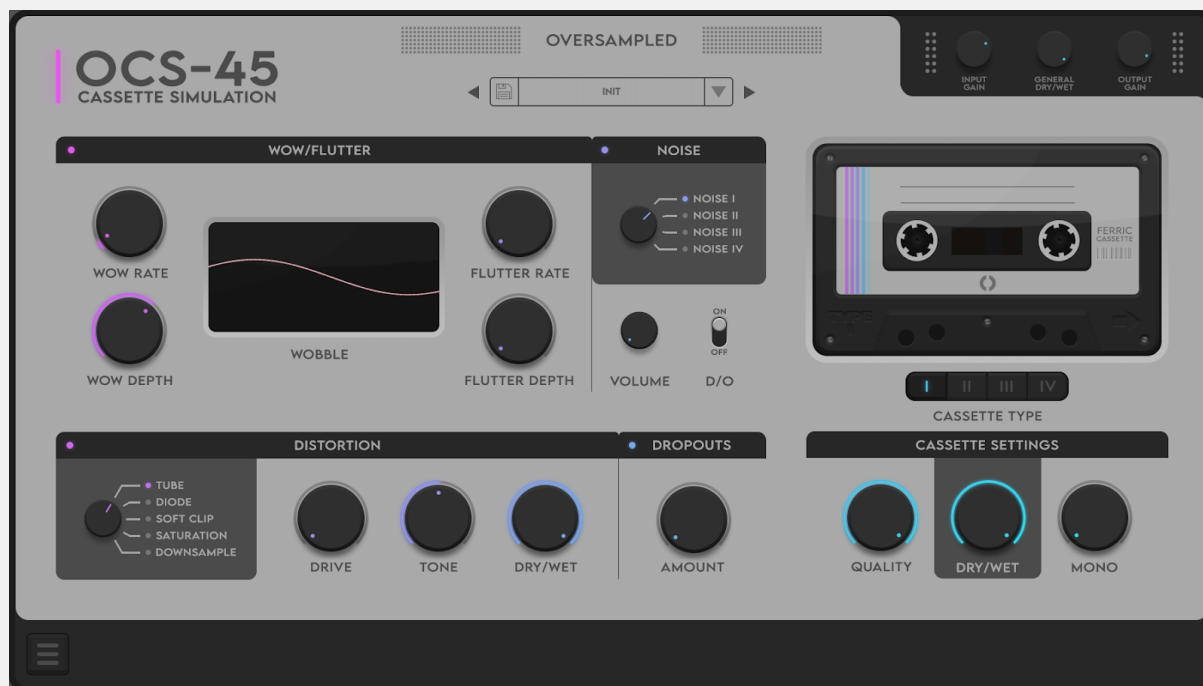 OVERSAMPLED
OCS-45
CASSETTE SIMULATION
INIT
INPUT
GAIN
GENERAL
DRY/WET
OUTPUT
GAIN
WOW/FLUTTER
WOW RATE
WOW DEPTH
WOBBLE
FLUTTER RATE
FLUTTER DEPTH
NOISE
NOISE I
NOISE II
NOISE III
NOISE IV
VOLUME
ON
OFF
D/O
FERRIC
CASSETTE
TYPE
I
I II III IV
CASSETTE TYPE
DISTORTION
TUBE
DIODE
SOFT CLIP
SATURATION
DOWNSAMPLE
DRIVE
TONE
DRY/WET
DROPOUTS
AMOUNT
CASSETTE SETTINGS
QUALITY
DRY/WET
MONO